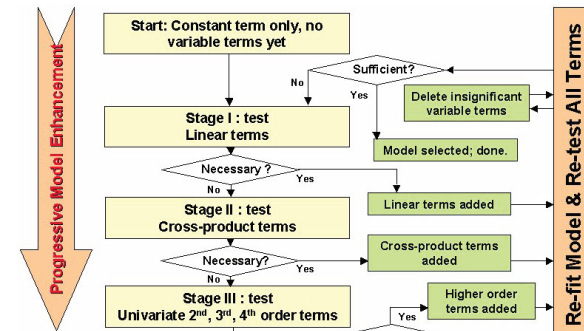 Progressive Model Enhancement
Start: Constant term only, no
variable terms yet
Sufficient?
No
Yes
Delete insignificant
variable terms
Stage I : test
Linear terms
Model selected; done.
Necessary ?
Yes
No
Linear terms added
Stage II : test
Cross-product terms
Necessary?
Yes
No
Cross-product terms
added
Stage III : test
Univariate 2nd, 3rd, 4th order terms
Higher order
terms added
Yes
Re-fit Model & Re-test All Terms